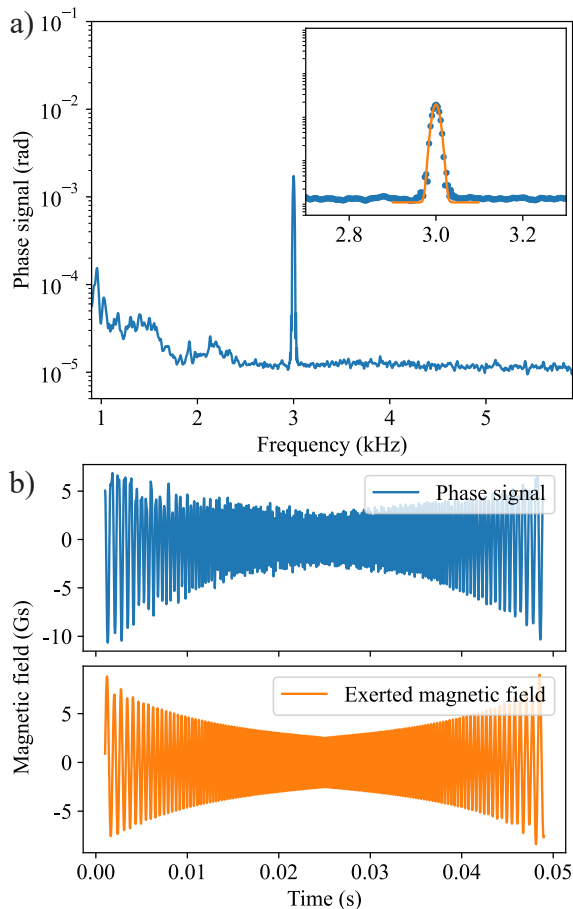 a)
10⁻¹
10⁻²
10⁻³
10⁻⁴
10⁻⁵
Phase signal (rad)
2.8 3.0 3.2
1 2 3 4 5
Frequency (kHz)
b)
Phase signal
5
0
-5
-10
Magnetic field (Gs)
Exerted magnetic field
5
0
-5
0.00 0.01 0.02 0.03 0.04 0.05
Time (s)